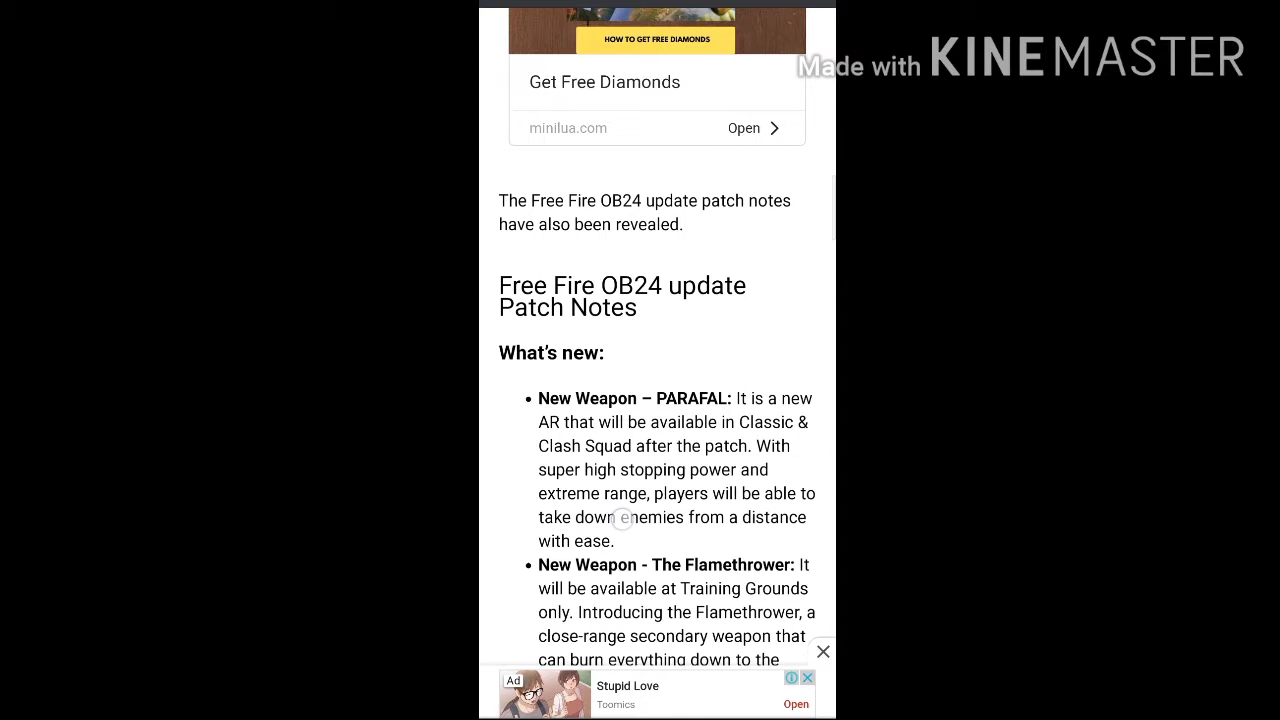 HOW TO GET FREE DIAMONDS
Made with KINEMASTER
Get Free Diamonds
minilua.com
Open
The Free Fire OB24 update patch notes
have also been revealed.
Free Fire OB24 update
Patch Notes
What's new:
• New Weapon – PARAFAL: It is a new
AR that will be available in Classic &
Clash Squad after the patch. With
super high stopping power and
extreme range, players will be able to
take down enemies from a distance
with ease.
• New Weapon - The Flamethrower: It
will be available at Training Grounds
only. Introducing the Flamethrower, a
close-range secondary weapon that
can burn everything down to the
Ad
Stupid Love
Toomics
Open